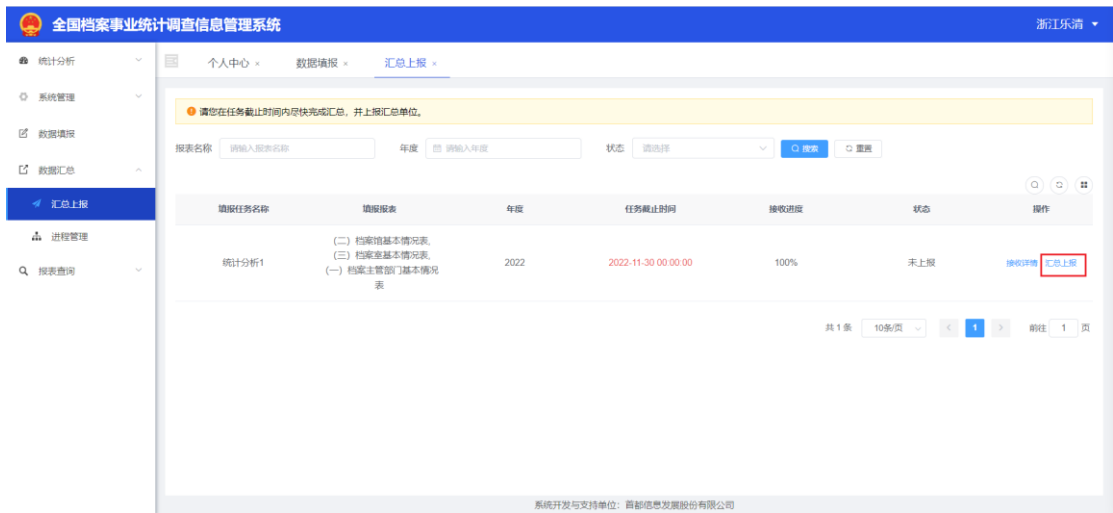 全国档案事业统计调查信息管理系统
浙江乐清
统计分析
系统管理
数据填报
数据汇总
汇总上报
进程管理
报表查询
个人中心 × 数据填报 × 汇总上报 ×
请您在任务截止时间内尽快完成汇总，并上报汇总单位。
报表名称 请输入报表名称 年度 请输入年度 状态 请选择 搜索 重置
填报任务名称 填报报表 年度 任务截止时间 接收进度 状态 操作
(二) 档案馆基本情况表,
(三) 档案室基本情况表,
(一) 档案主管部门基本情况
表
统计分析1 2022 2022-11-30 00:00:00 100% 未上报 接收详情 汇总上报
共 1 条 10条/页 < 1 > 前往 1 页
系统开发与支持单位：首都信息发展股份有限公司